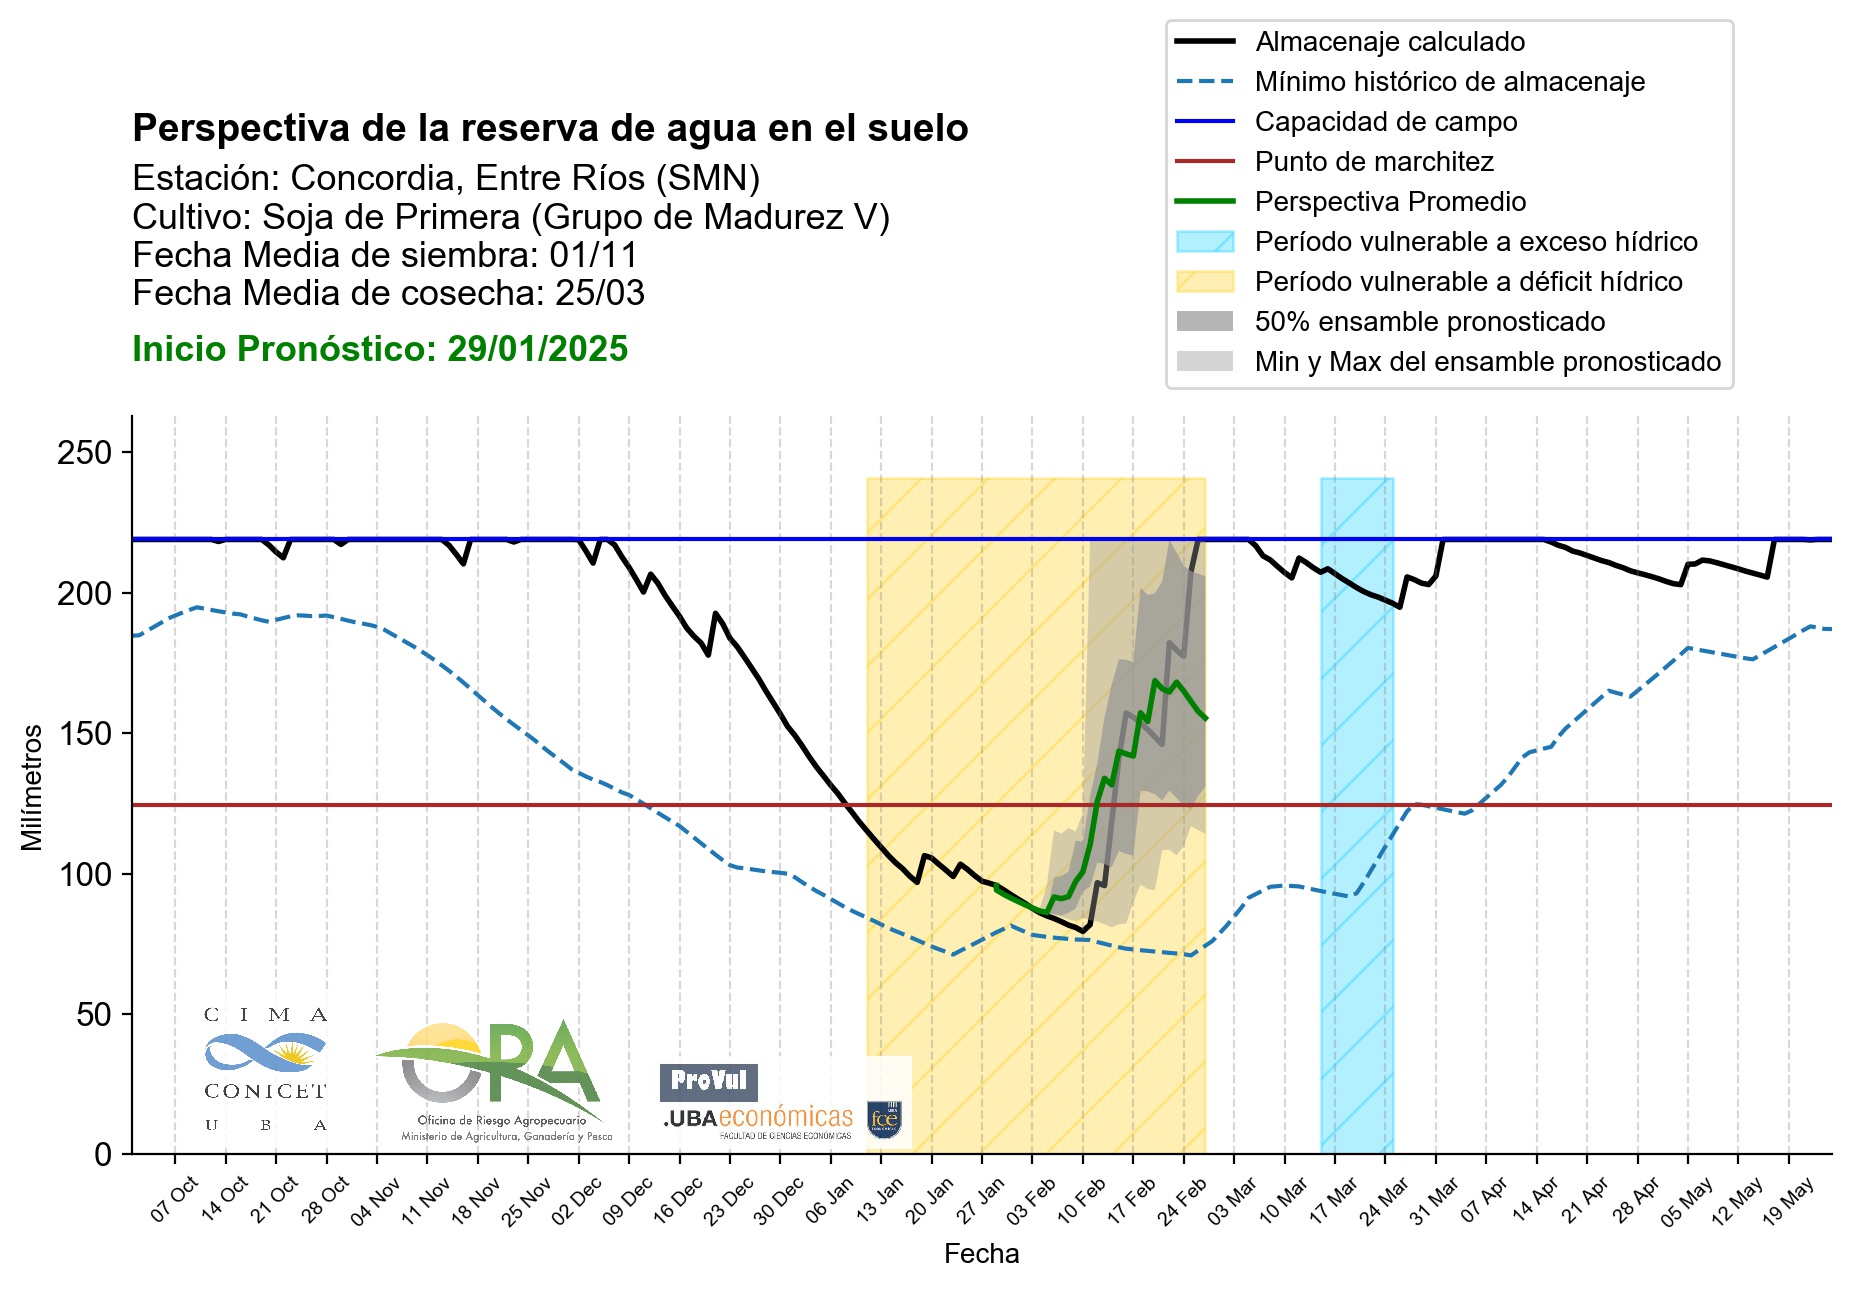 Almacenaje calculado
Mínimo histórico de almacenaje
Capacidad de campo
Punto de marchitez
Perspectiva Promedio
Período vulnerable a exceso hídrico
Período vulnerable a déficit hídrico
50% ensamble pronosticado
Min y Max del ensamble pronosticado
Perspectiva de la reserva de agua en el suelo
Estación: Concordia, Entre Ríos (SMN)
Cultivo: Soja de Primera (Grupo de Madurez V)
Fecha Media de siembra: 01/11
Fecha Media de cosecha: 25/03
Inicio Pronóstico: 29/01/2025
250
200
150
100
50
0
Milímetros
CIMA
CONICET
UBA
ORA
Oficina de Riesgo Agropecuario
Ministerio de Agricultura, Ganadería y Pesca
ProVul
.UBAeconómicas
FACULTAD DE CIENCIAS ECONÓMICAS
UBA
fce
07 Oct
14 Oct
21 Oct
28 Oct
04 Nov
11 Nov
18 Nov
25 Nov
02 Dec
09 Dec
16 Dec
23 Dec
30 Dec
06 Jan
13 Jan
20 Jan
27 Jan
03 Feb
10 Feb
17 Feb
24 Feb
03 Mar
10 Mar
17 Mar
24 Mar
31 Mar
07 Apr
14 Apr
21 Apr
28 Apr
05 May
12 May
19 May
Fecha